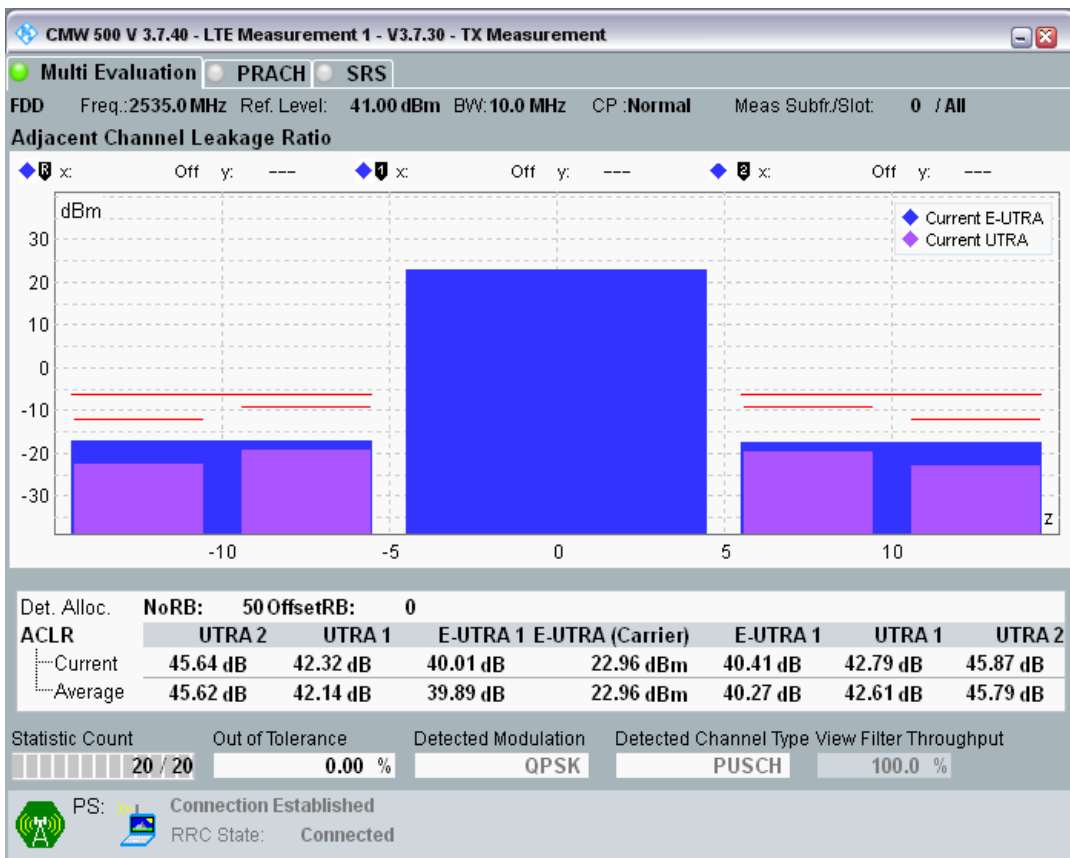 CMW 500 V 3.7.40 - LTE Measurement 1 - V3.7.30 - TX Measurement
Multi Evaluation PRACH SRS
FDD Freq.:2535.0 MHz Ref. Level: 41.00 dBm BW:10.0 MHz CP :Normal Meas Subfr./Slot: 0 / All
Adjacent Channel Leakage Ratio
R x: Off y: --- 1 x: Off y: --- 2 x: Off y: ---
dBm
Current E-UTRA
Current UTRA
30
20
10
0
-10
-20
-30
z
-10 -5 0 5 10
Det. Alloc. NoRB: 50 OffsetRB: 0
ACLR UTRA 2 UTRA 1 E-UTRA 1 E-UTRA (Carrier) E-UTRA 1 UTRA 1 UTRA 2
Current 45.64 dB 42.32 dB 40.01 dB 22.96 dBm 40.41 dB 42.79 dB 45.87 dB
Average 45.62 dB 42.14 dB 39.89 dB 22.96 dBm 40.27 dB 42.61 dB 45.79 dB
Statistic Count Out of Tolerance Detected Modulation Detected Channel Type View Filter Throughput
20 / 20 0.00 % QPSK PUSCH 100.0 %
PS: Connection Established
RRC State: Connected